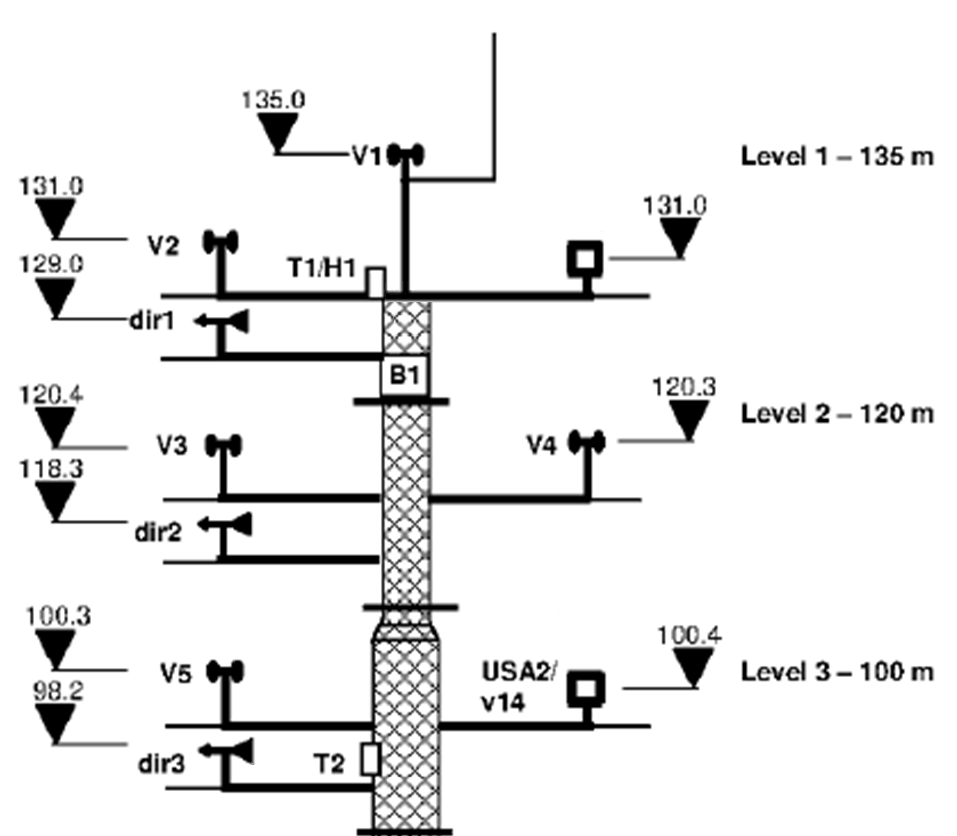 135.0
V1
Level 1 – 135 m
131.0
131.0
V2
T1/H1
129.0
dir1
B1
120.4
120.3
Level 2 – 120 m
V3
V4
118.3
dir2
100.3
100.4
V5
USA2/
v14
Level 3 – 100 m
98.2
dir3
T2